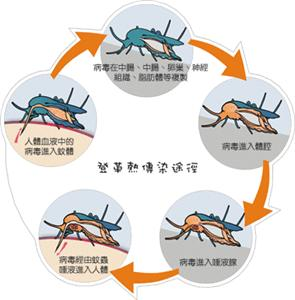 病毒在中腸、中腸、卵巢、神經
組織、脂肪體等複製
人體血液中的
病毒進入蚊體
病毒進入體腔
登革熱傳染途徑
病毒經由蚊蟲
唾液進入人體
病毒進入唾液腺